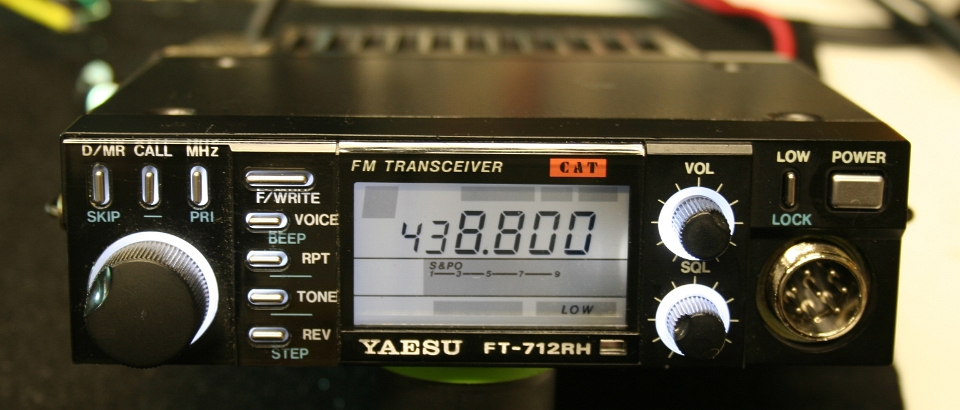 D/MR CALL MHz
SKIP — PRI
F/WRITE
VOICE
BEEP
RPT
TONE
REV
STEP
FM TRANSCEIVER CAT
438.800
S&PO
1—3—5—7—9
LOW
YAESU FT-712RH
VOL
SQL
LOW POWER
LOCK